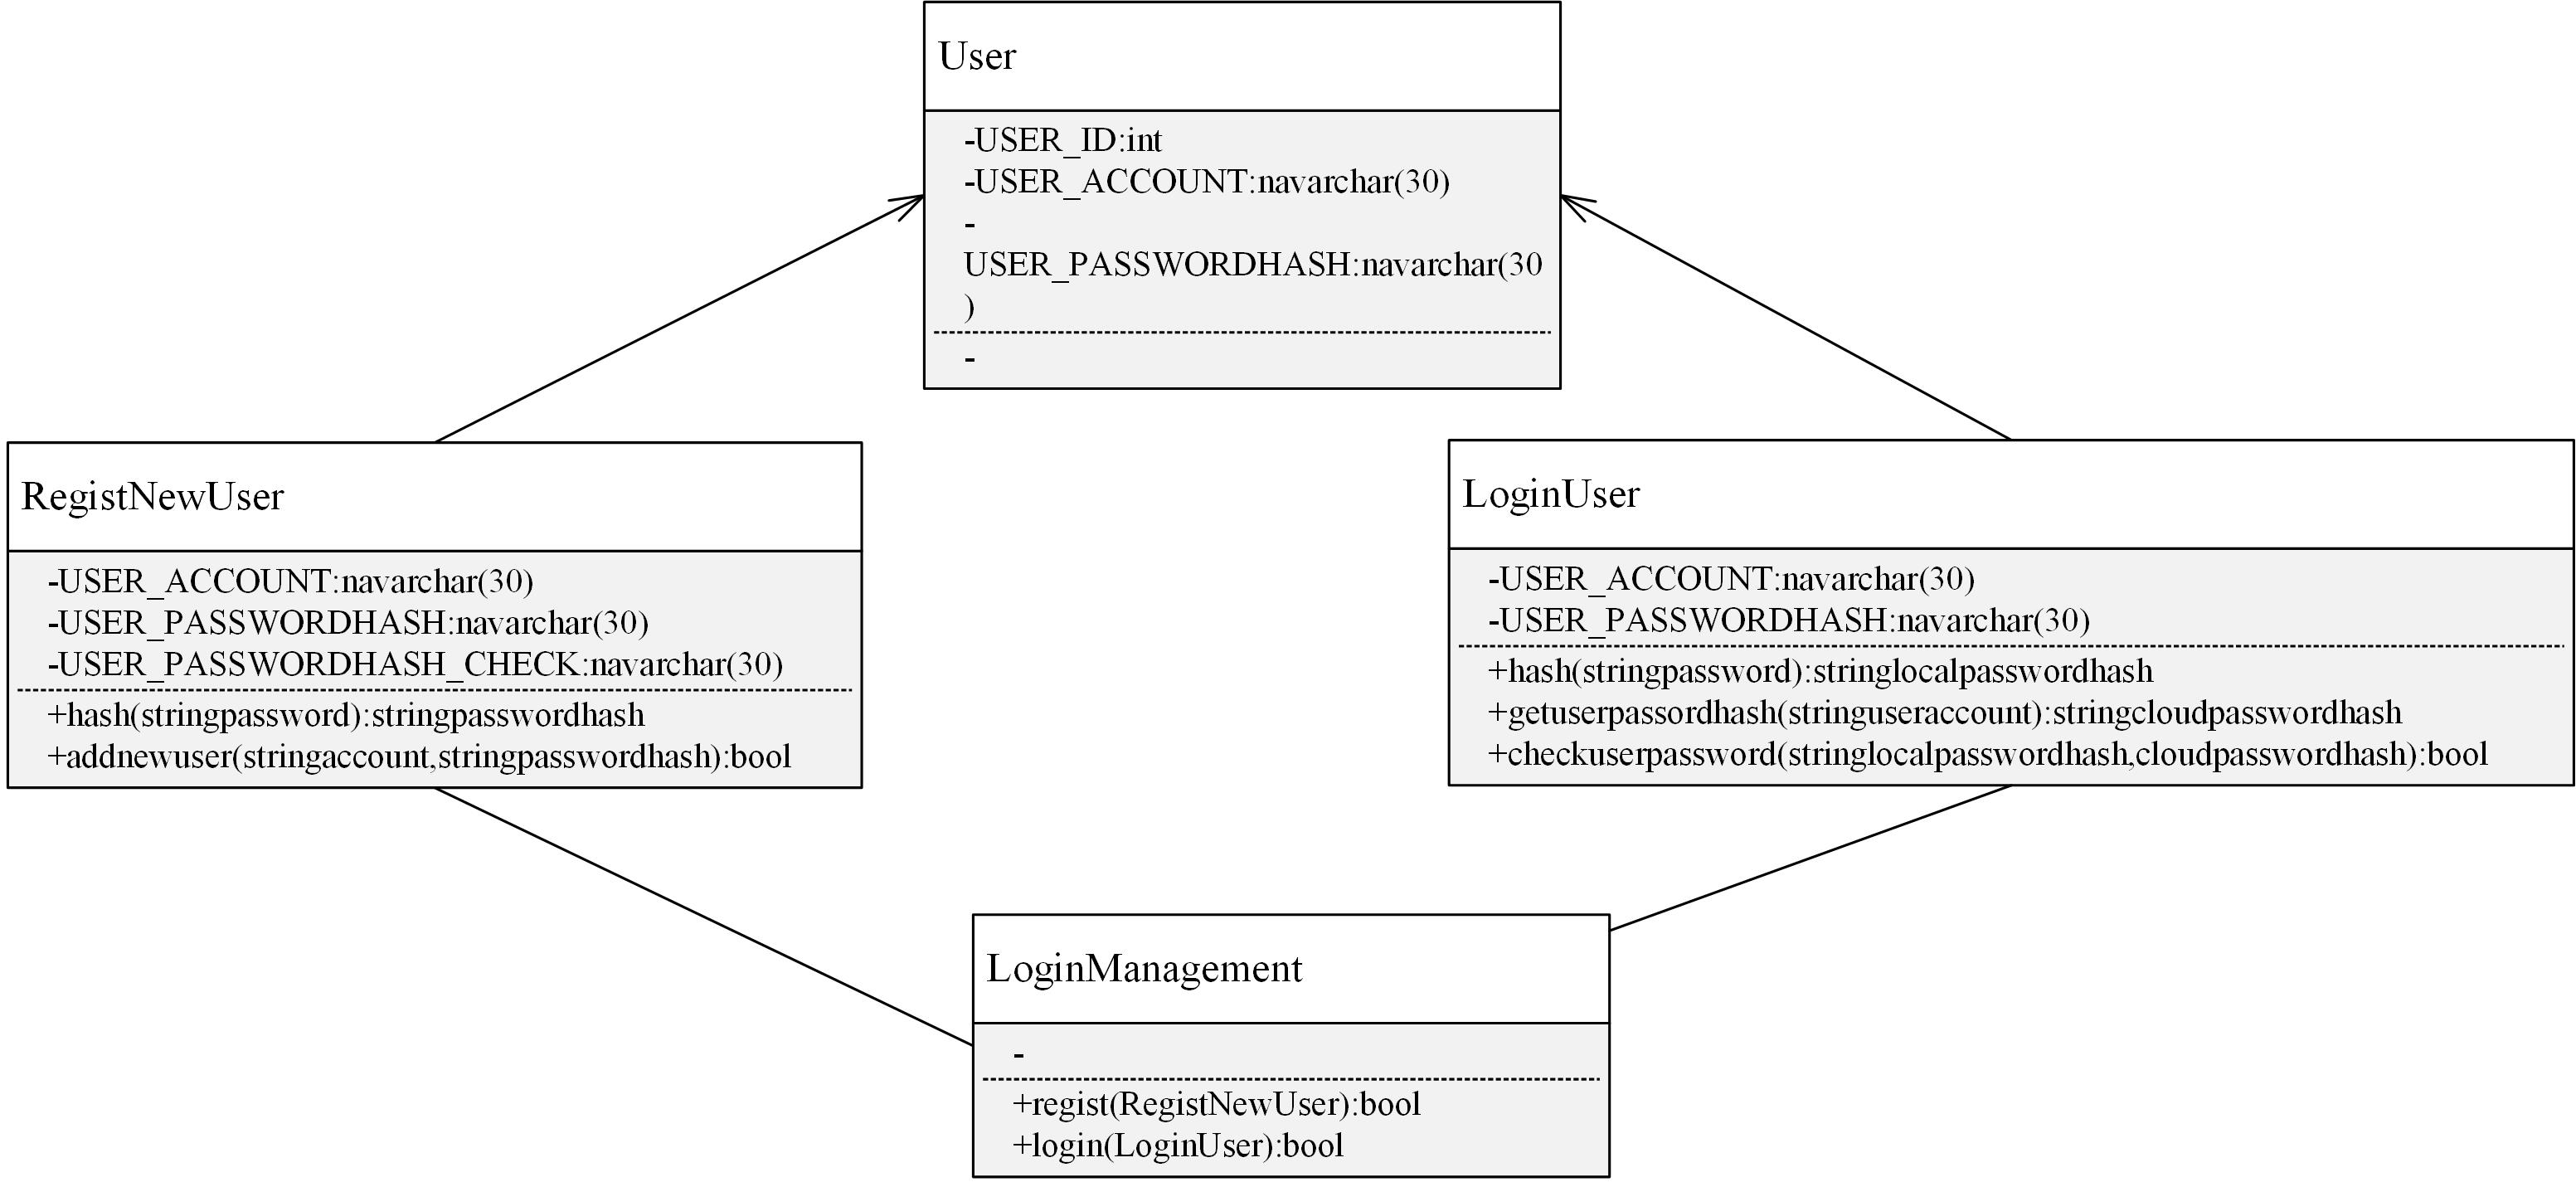 User
-USER_ID:int
-USER_ACCOUNT:navarchar(30)
-
USER_PASSWORDHASH:navarchar(30
)
-
RegistNewUser
-USER_ACCOUNT:navarchar(30)
-USER_PASSWORDHASH:navarchar(30)
-USER_PASSWORDHASH_CHECK:navarchar(30)
+hash(stringpassword):stringpasswordhash
+addnewuser(stringaccount,stringpasswordhash):bool
LoginUser
-USER_ACCOUNT:navarchar(30)
-USER_PASSWORDHASH:navarchar(30)
+hash(stringpassword):stringlocalpasswordhash
+getuserpassordhash(stringuseraccount):stringcloudpasswordhash
+checkuserpassword(stringlocalpasswordhash,cloudpasswordhash):bool
LoginManagement
-
+regist(RegistNewUser):bool
+login(LoginUser):bool